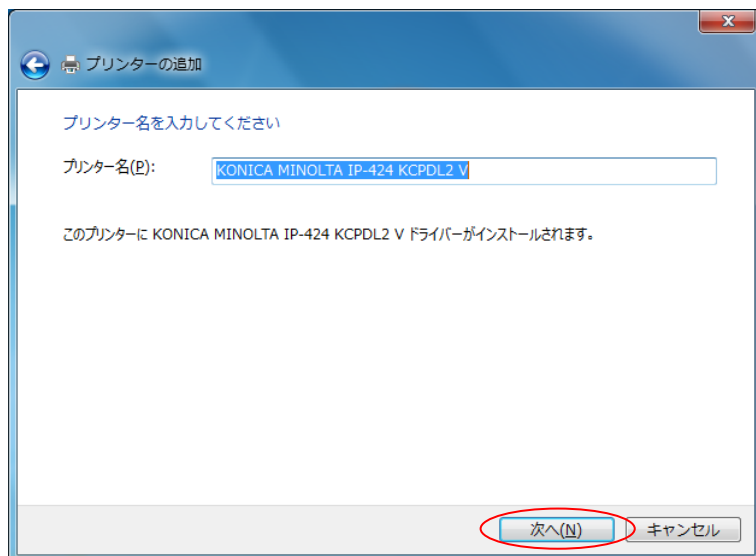 プリンターの追加
プリンター名を入力してください
プリンター名(P): KONICA MINOLTA IP-424 KCPDL2 V
このプリンターに KONICA MINOLTA IP-424 KCPDL2 V ドライバーがインストールされます。
次へ(N) キャンセル